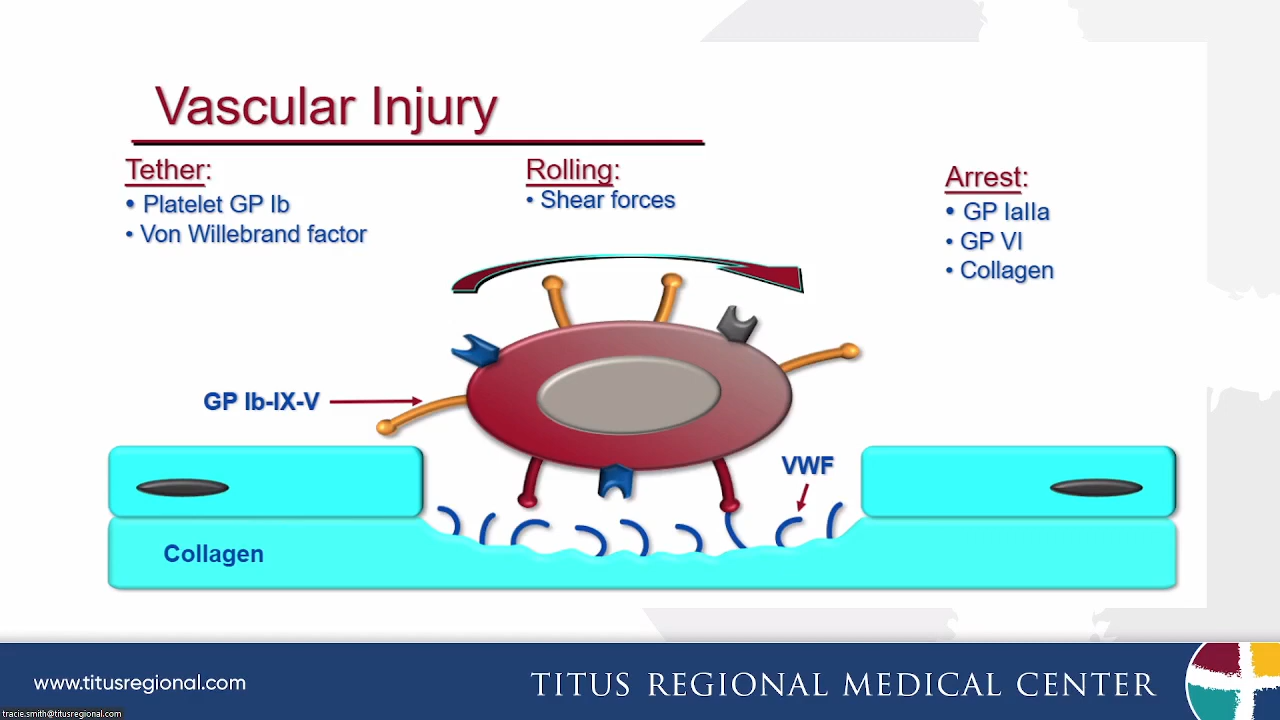 Vascular Injury
Tether:
• Platelet GP Ib
• Von Willebrand factor
Rolling:
• Shear forces
Arrest:
• GP IaIIa
• GP VI
• Collagen
GP Ib-IX-V
VWF
Collagen
www.titusregional.com
TITUS REGIONAL MEDICAL CENTER
tracie.smith@titusregional.com